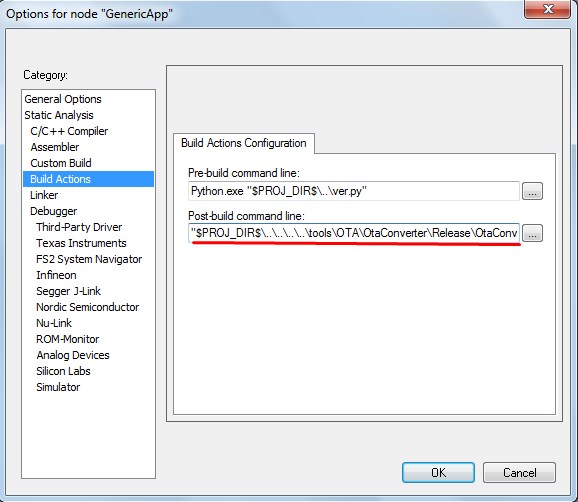 Options for node "GenericApp"
Category:
General Options
Static Analysis
C/C++ Compiler
Assembler
Custom Build
Build Actions
Linker
Debugger
Third-Party Driver
Texas Instruments
FS2 System Navigator
Infineon
Segger J-Link
Nordic Semiconductor
Nu-Link
ROM-Monitor
Analog Devices
Silicon Labs
Simulator
Build Actions Configuration
Pre-build command line:
Python.exe "$PROJ_DIR$\..\ver.py"
...
Post-build command line:
"$PROJ_DIR$\..\..\..\..\tools\OTA\OtaConverter\Release\OtaConv
...
OK
Cancel